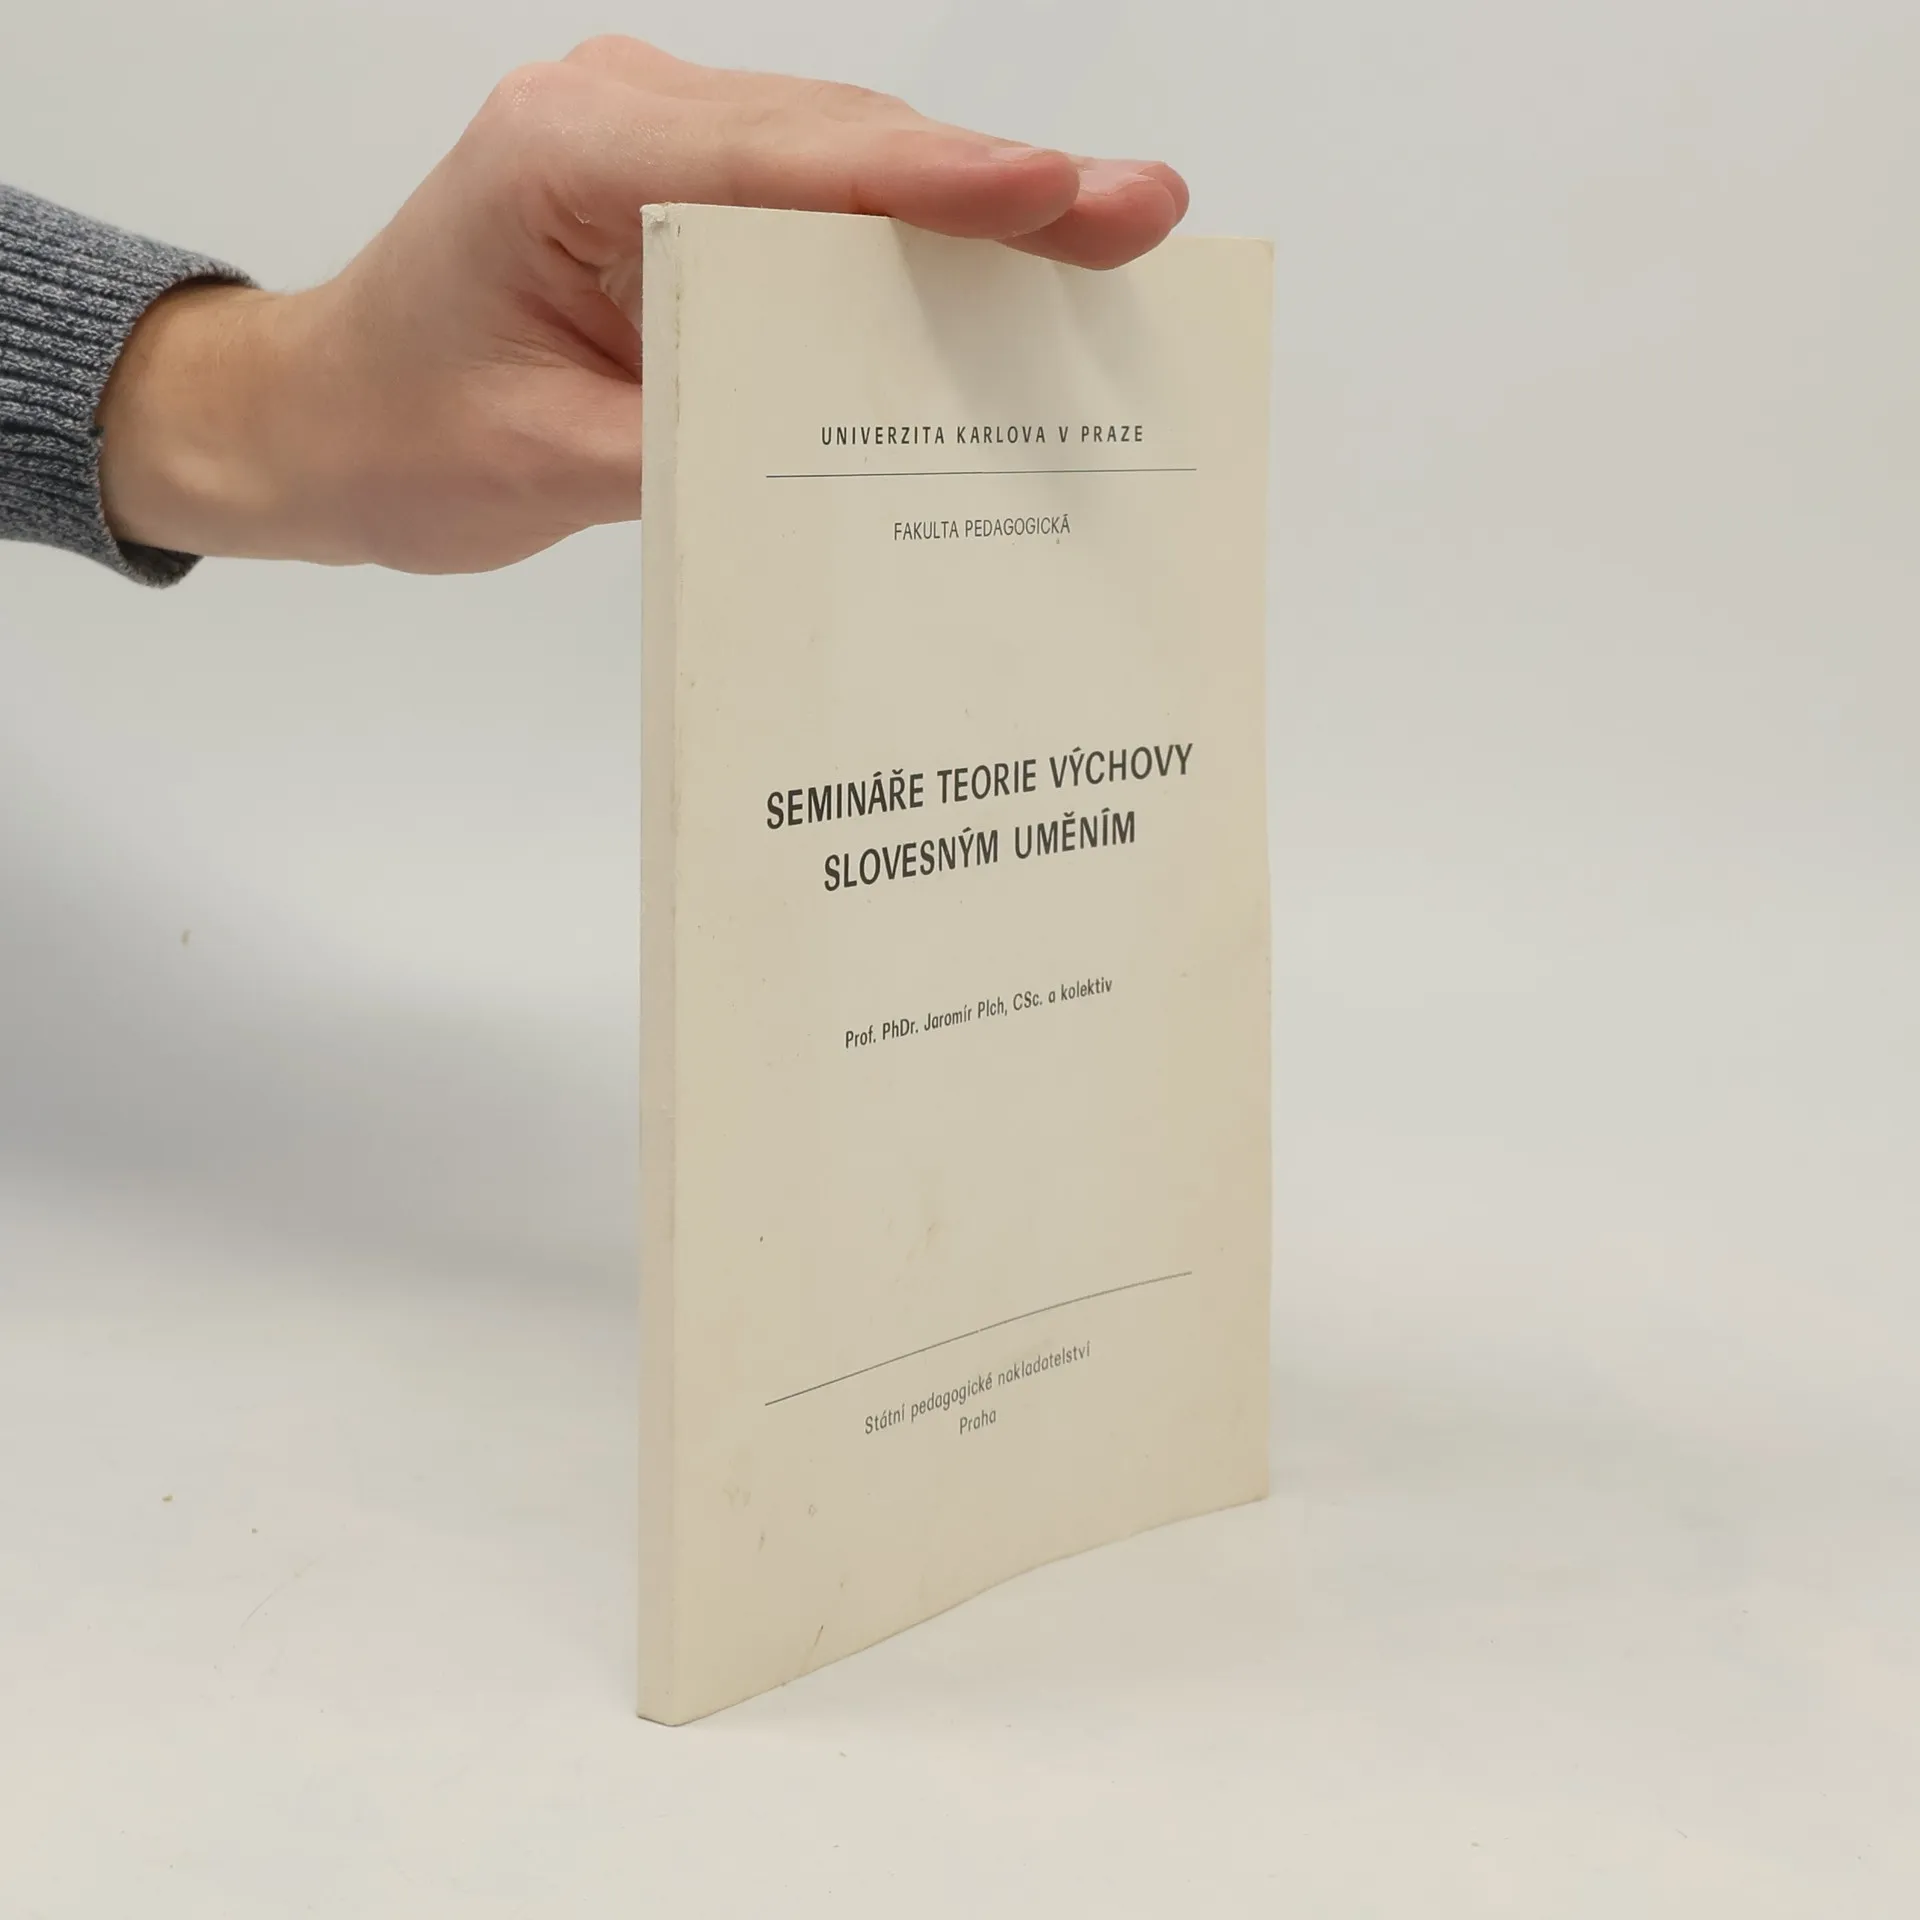 UNIVERZITA KARLOVA V PRAZE
FAKULTA PEDAGOGICKÁ
SEMINÁŘE TEORIE VÝCHOVY
SLOVESNÝM UMĚNÍM
Prof. PhDr. Jaromír Plch, CSc. a kolektiv
Státní pedagogické nakladatelství
Praha